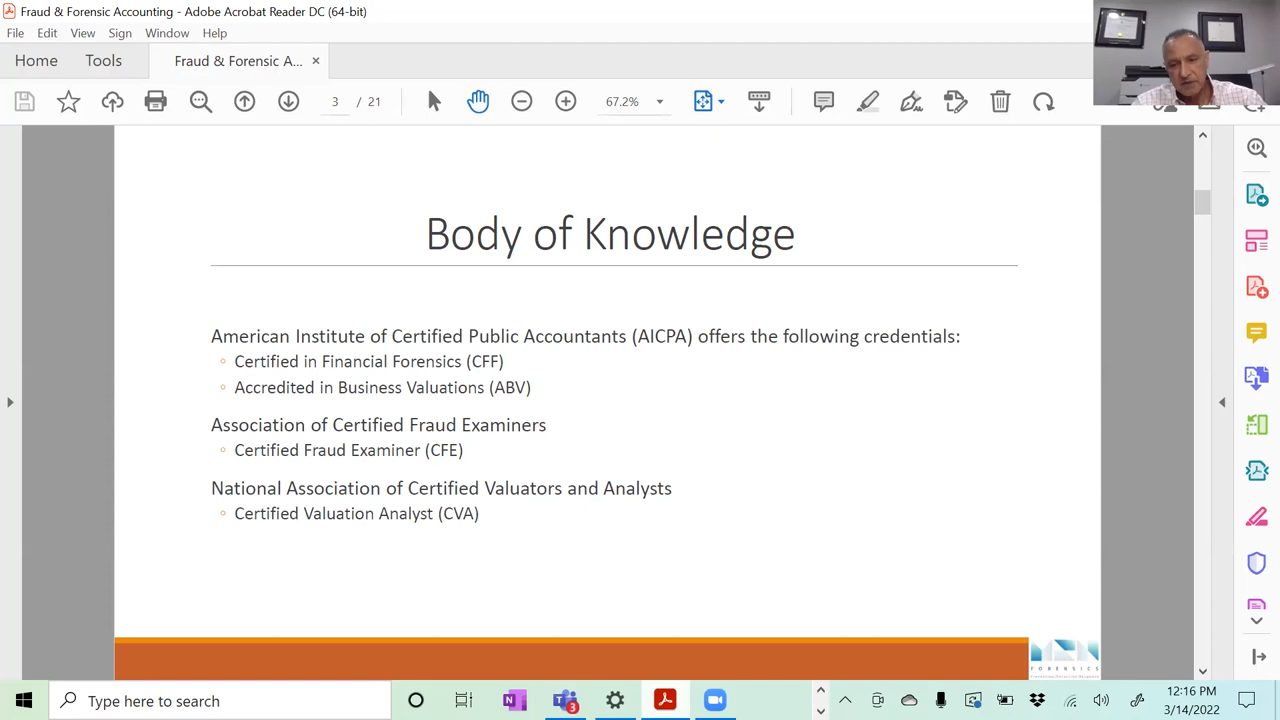 Fraud & Forensic Accounting - Adobe Acrobat Reader DC (64-bit)
File Edit View Sign Window Help
Home Tools Fraud & Forensic A... ×
3 / 21 67.2%
Body of Knowledge
American Institute of Certified Public Accountants (AICPA) offers the following credentials:
Certified in Financial Forensics (CFF)
Accredited in Business Valuations (ABV)
Association of Certified Fraud Examiners
Certified Fraud Examiner (CFE)
National Association of Certified Valuators and Analysts
Certified Valuation Analyst (CVA)
FORENSICS
Type here to search
3
12:16 PM
3/14/2022